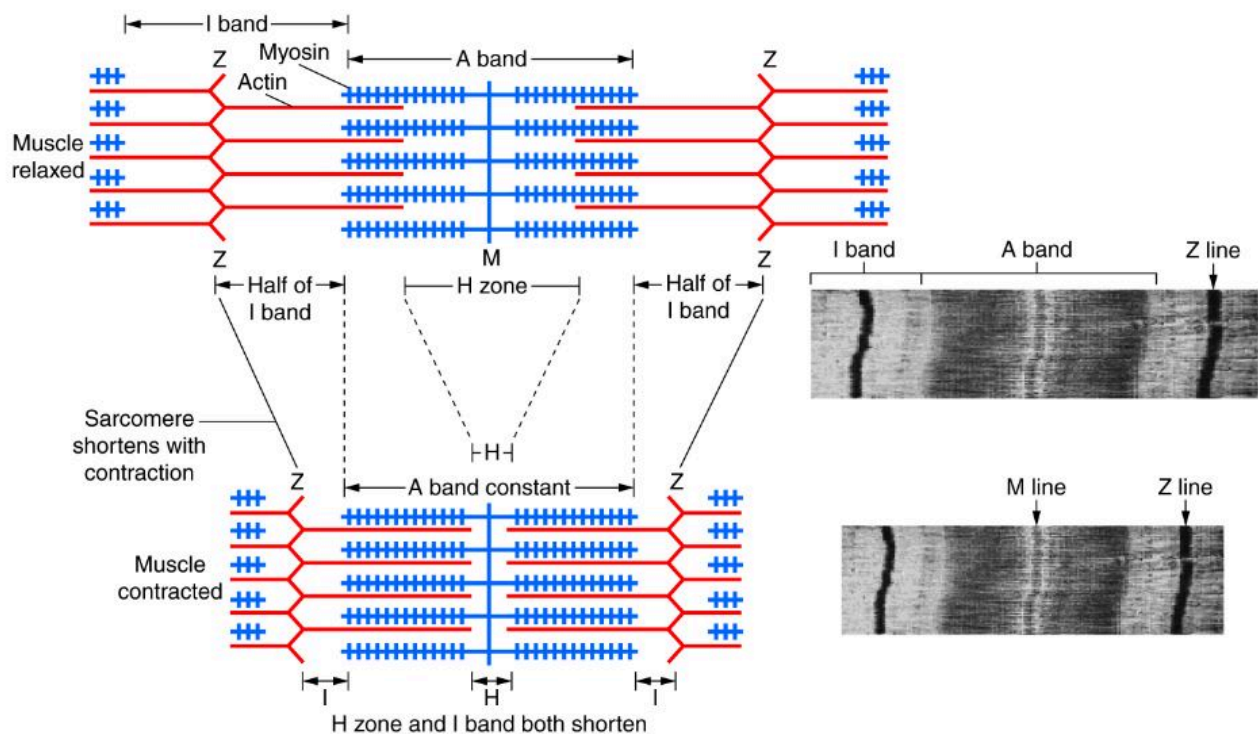 I band
Z
Myosin
A band
Z
Actin
Muscle
relaxed
Z
M
Z
Half of
I band
H zone
Half of
I band
I band
A band
Z line
Sarcomere
shortens with
contraction
H
Z
A band constant
Z
M line
Z line
Muscle
contracted
I
H
I
H zone and I band both shorten